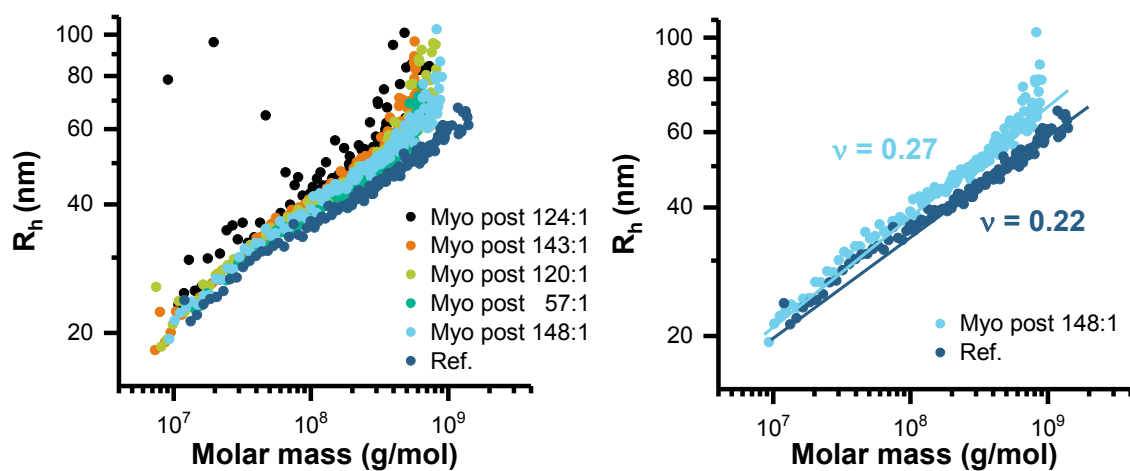 100
80
60
40
20
R_h (nm)
Myo post 124:1
Myo post 143:1
Myo post 120:1
Myo post 57:1
Myo post 148:1
Ref.
10^7
10^8
10^9
Molar mass (g/mol)
100
80
60
40
20
R_h (nm)
ν = 0.27
ν = 0.22
Myo post 148:1
Ref.
10^7
10^8
10^9
Molar mass (g/mol)